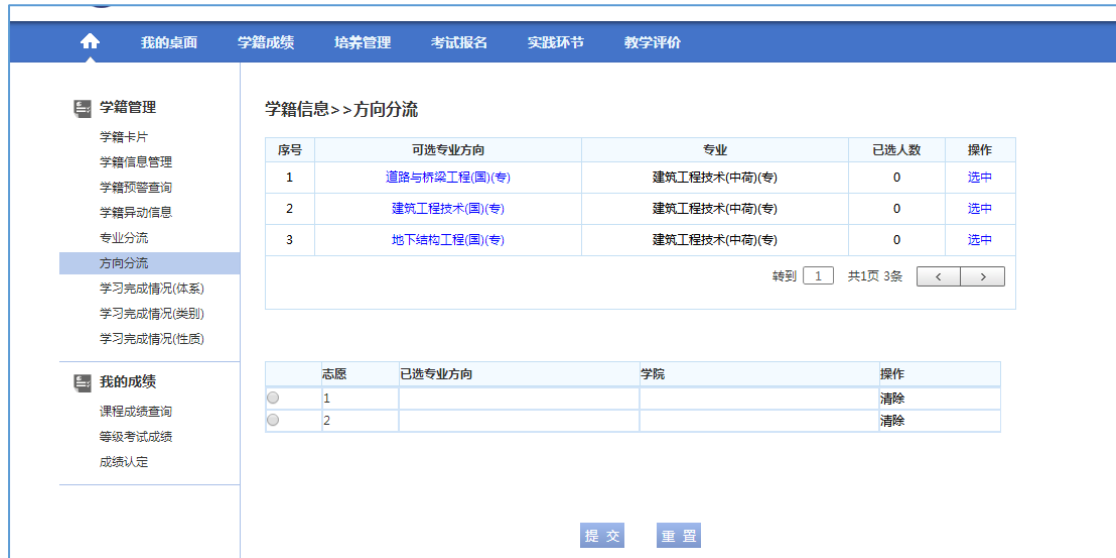 我的桌面 学籍成绩 培养管理 考试报名 实践环节 教学评价
学籍管理
学籍卡片
学籍信息管理
学籍预警查询
学籍异动信息
专业分流
方向分流
学习完成情况(体系)
学习完成情况(类别)
学习完成情况(性质)
我的成绩
课程成绩查询
等级考试成绩
成绩认定
学籍信息>>方向分流
序号 可选专业方向 专业 已选人数 操作
1 道路与桥梁工程(国)(专) 建筑工程技术(中荷)(专) 0 选中
2 建筑工程技术(国)(专) 建筑工程技术(中荷)(专) 0 选中
3 地下结构工程(国)(专) 建筑工程技术(中荷)(专) 0 选中
转到 1 共1页 3条 < >
志愿 已选专业方向 学院 操作
1 清除
2 清除
提 交 重 置